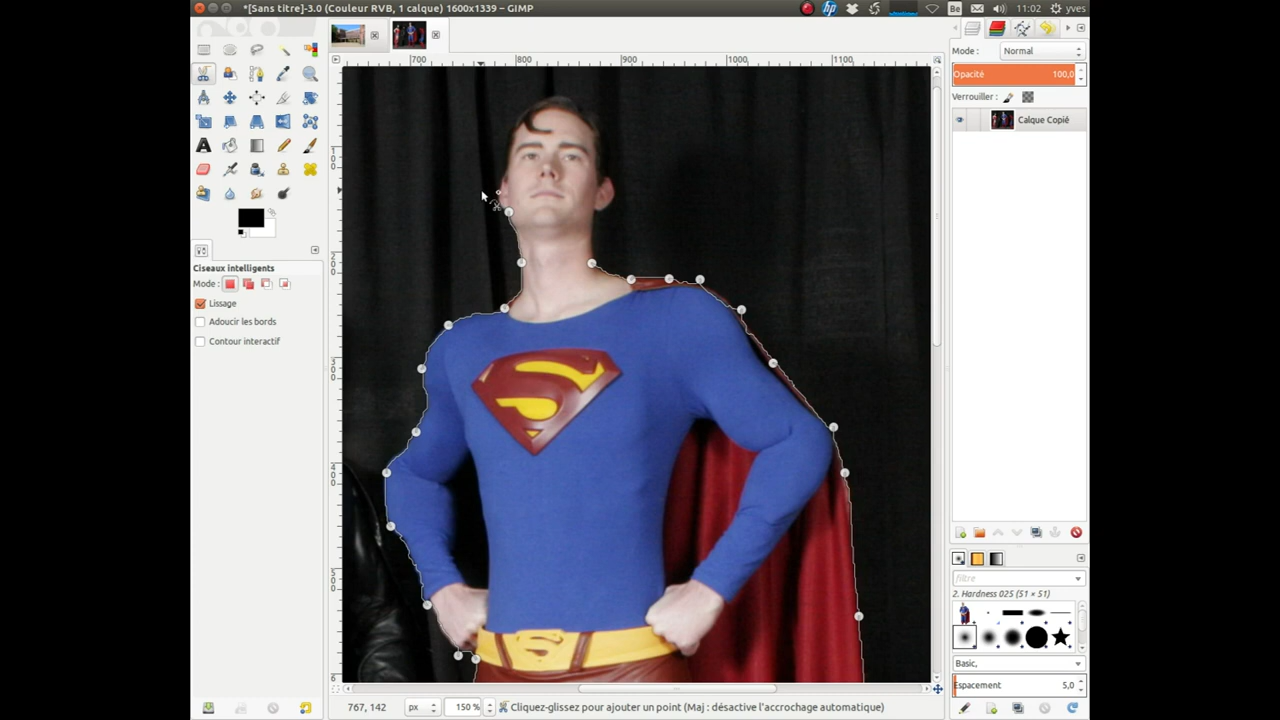 *[Sans titre]-3.0 (Couleur RVB, 1 calque) 1600x1339 – GIMP
Be
11:02
yves
700
800
900
1000
1100
Mode :
Normal
Opacité
100,0
Verrouiller :
Calque Copié
Ciseaux intelligents
Mode :
Lissage
Adoucir les bords
Contour interactif
filtre
2. Hardness 025 (51 × 51)
Basic,
Espacement
5,0
767, 142
px
150 %
Cliquez-glissez pour ajouter un point (Maj : désactive l'accrochage automatique)